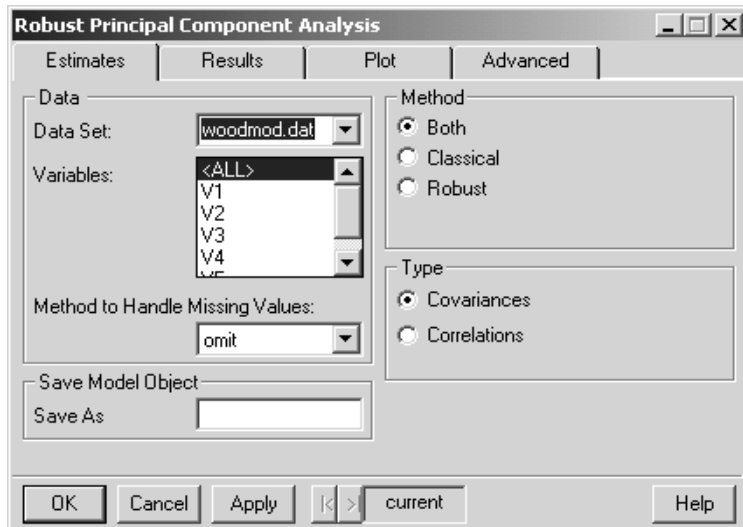 Robust Principal Component Analysis
Estimates Results Plot Advanced
Data
Data Set: woodmod.dat
Variables: <ALL>
V1
V2
V3
V4
V5
Method to Handle Missing Values:
omit
Save Model Object
Save As
Method
Both
Classical
Robust
Type
Covariances
Correlations
OK Cancel Apply |< >| current Help